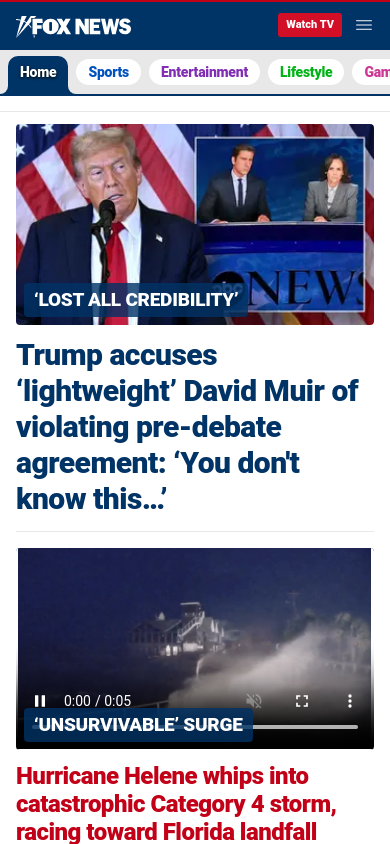 FOX NEWS
Watch TV
Home
Sports
Entertainment
Lifestyle
Gam
abc NEWS
‘LOST ALL CREDIBILITY’
Trump accuses
‘lightweight’ David Muir of
violating pre-debate
agreement: ‘You don't
know this...’
0:00 / 0:05
‘UNSURVIVABLE’ SURGE
Hurricane Helene whips into
catastrophic Category 4 storm,
racing toward Florida landfall